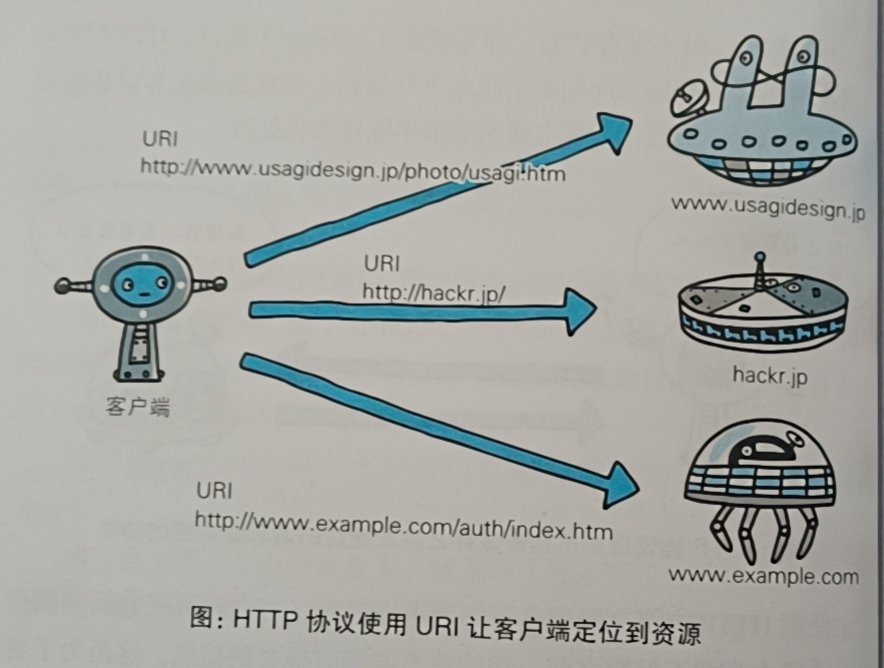 URI
http://www.usagidesign.jp/photo/usagi.htm
www.usagidesign.jp
URI
http://hackr.jp/
hackr.jp
客户端
URI
http://www.example.com/auth/index.htm
www.example.com
图：HTTP 协议使用 URI 让客户端定位到资源